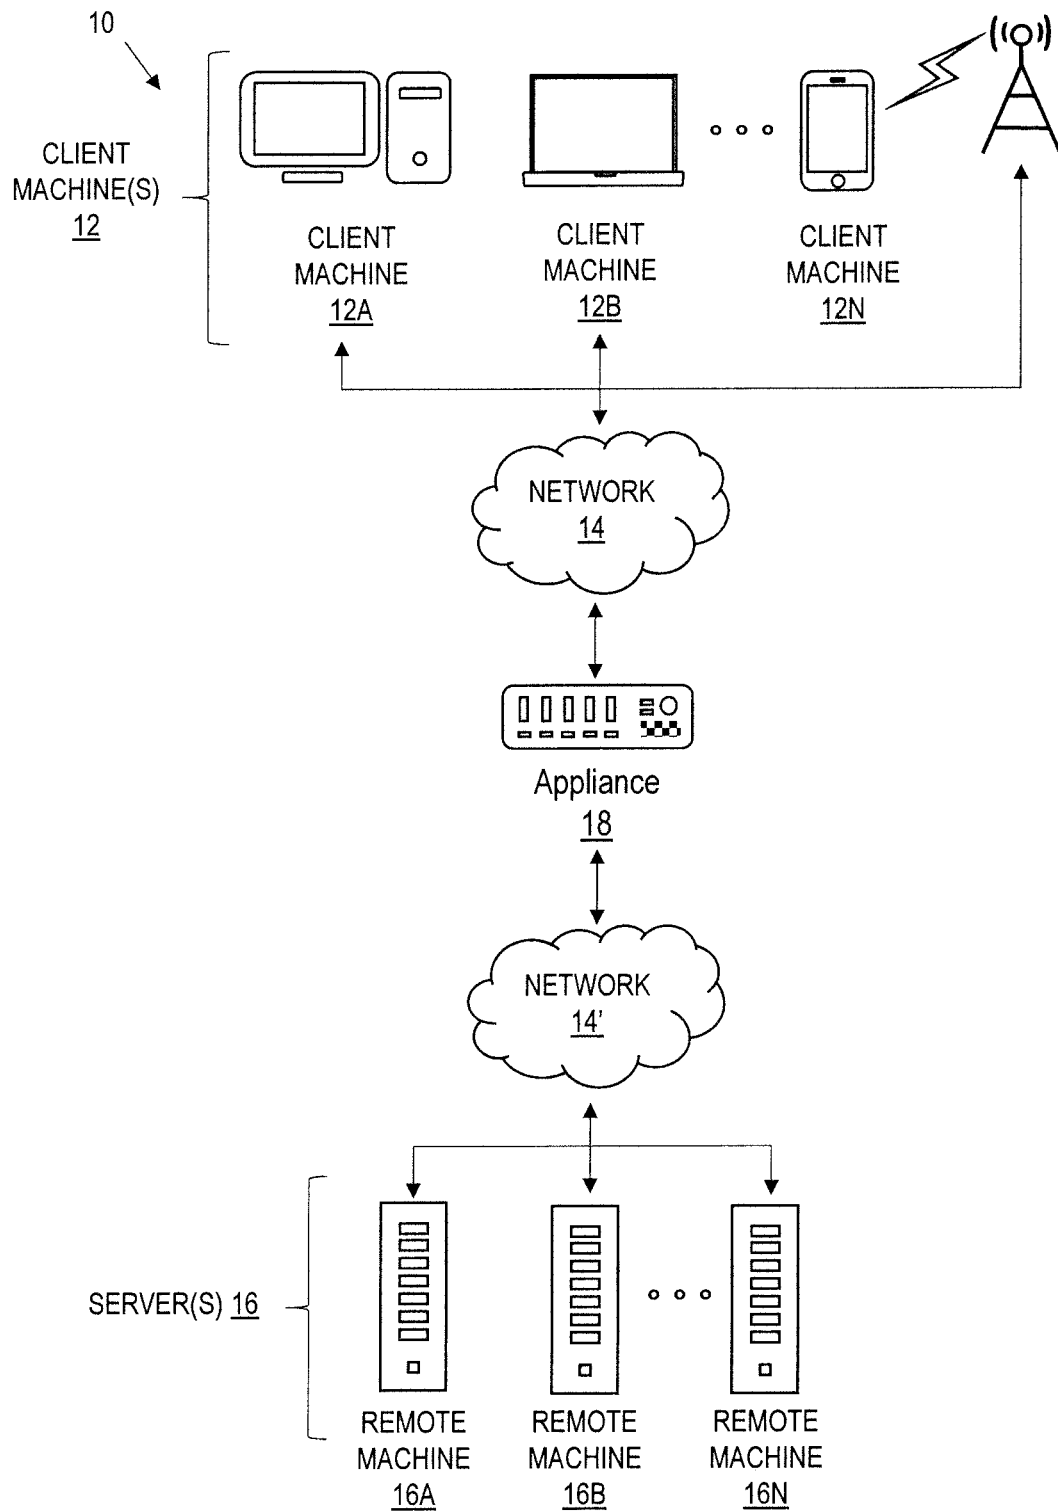 10
CLIENT
MACHINE(S)
12
CLIENT
MACHINE
12A
CLIENT
MACHINE
12B
CLIENT
MACHINE
12N
NETWORK
14
Appliance
18
NETWORK
14'
SERVER(S) 16
REMOTE
MACHINE
16A
REMOTE
MACHINE
16B
REMOTE
MACHINE
16N